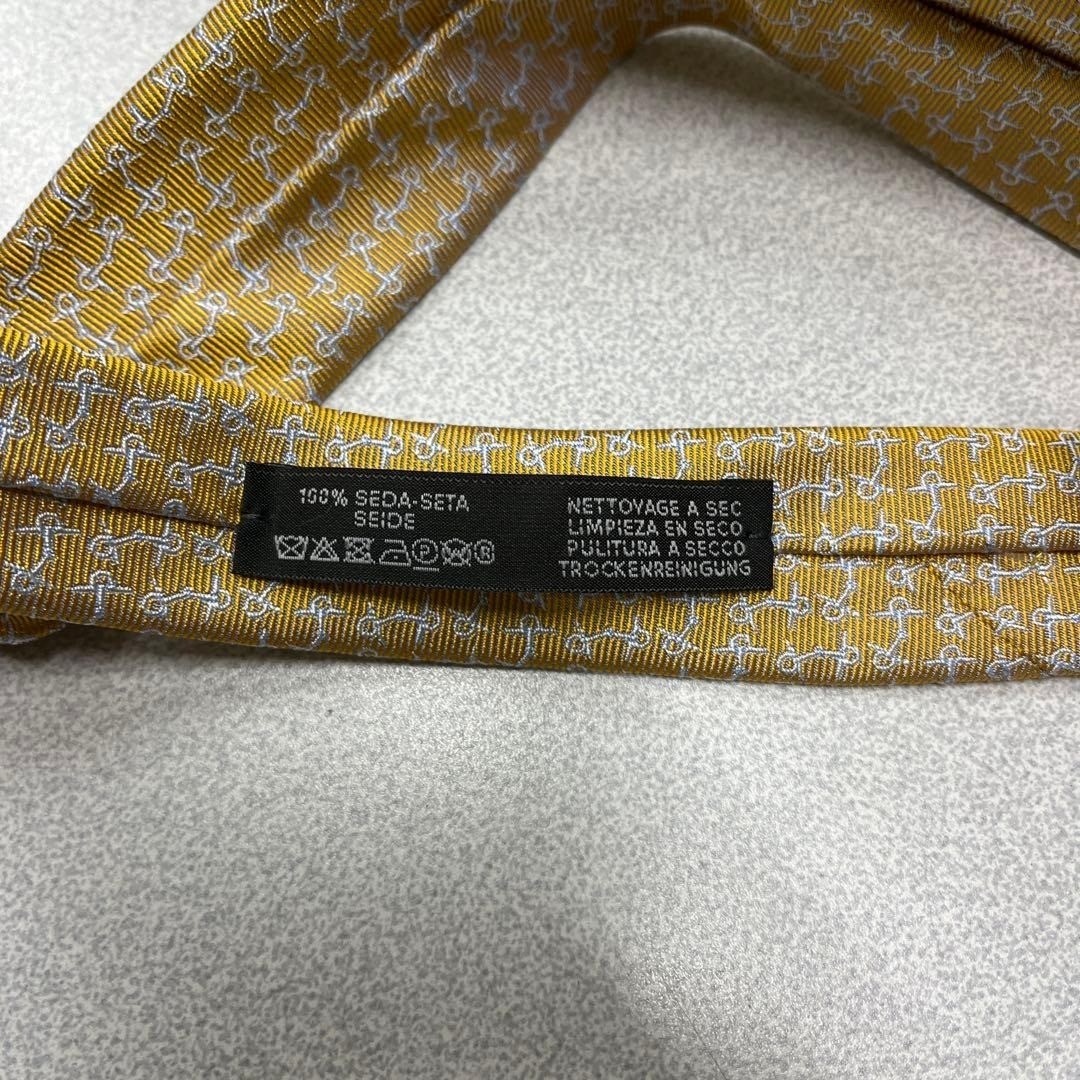 100% SEDA-SETA
SEIDE
P R
NETTOYAGE A SEC
LIMPIEZA EN SECO
PULITURA A SECCO
TROCKENREINIGUNG